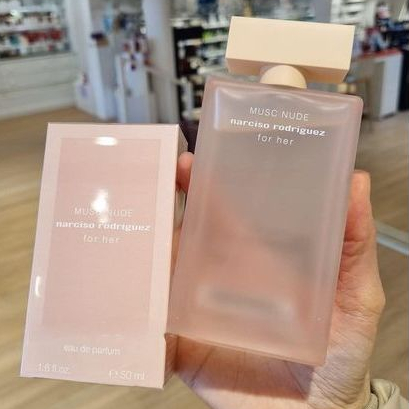 MUSC NUDE
narciso rodriguez
for her
eau de parfum
1.6 fl.oz. ℮ 50 ml
MUSC NUDE
narciso rodriguez
for her